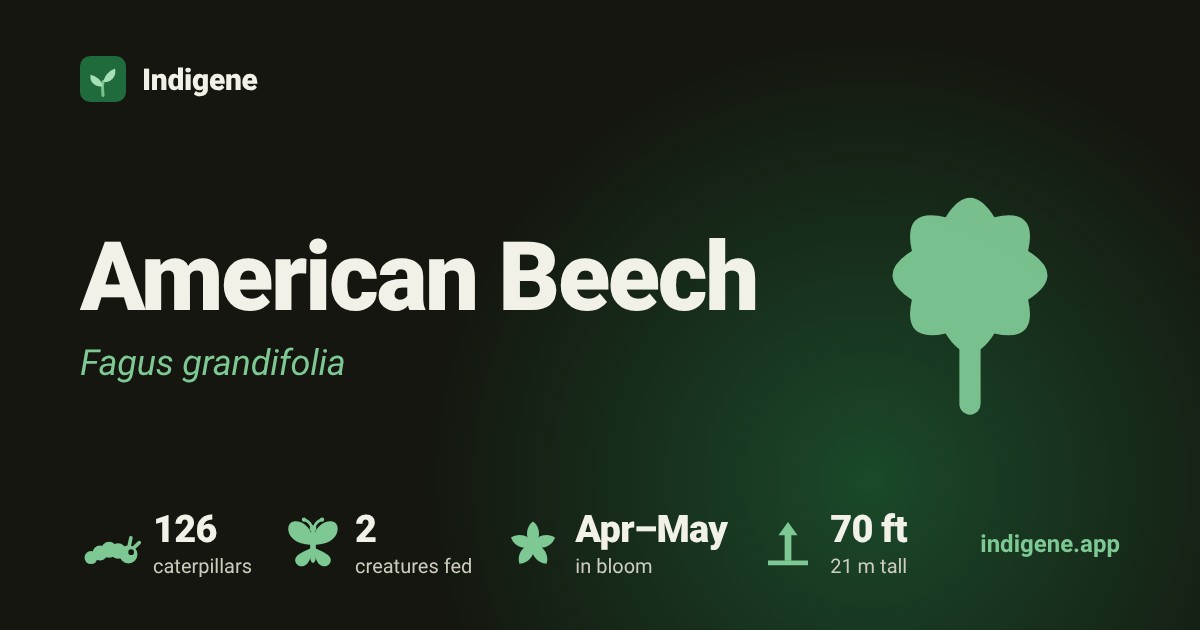 Indigene
American Beech
Fagus grandifolia
126
caterpillars
2
creatures fed
Apr–May
in bloom
70 ft
21 m tall
indigene.app